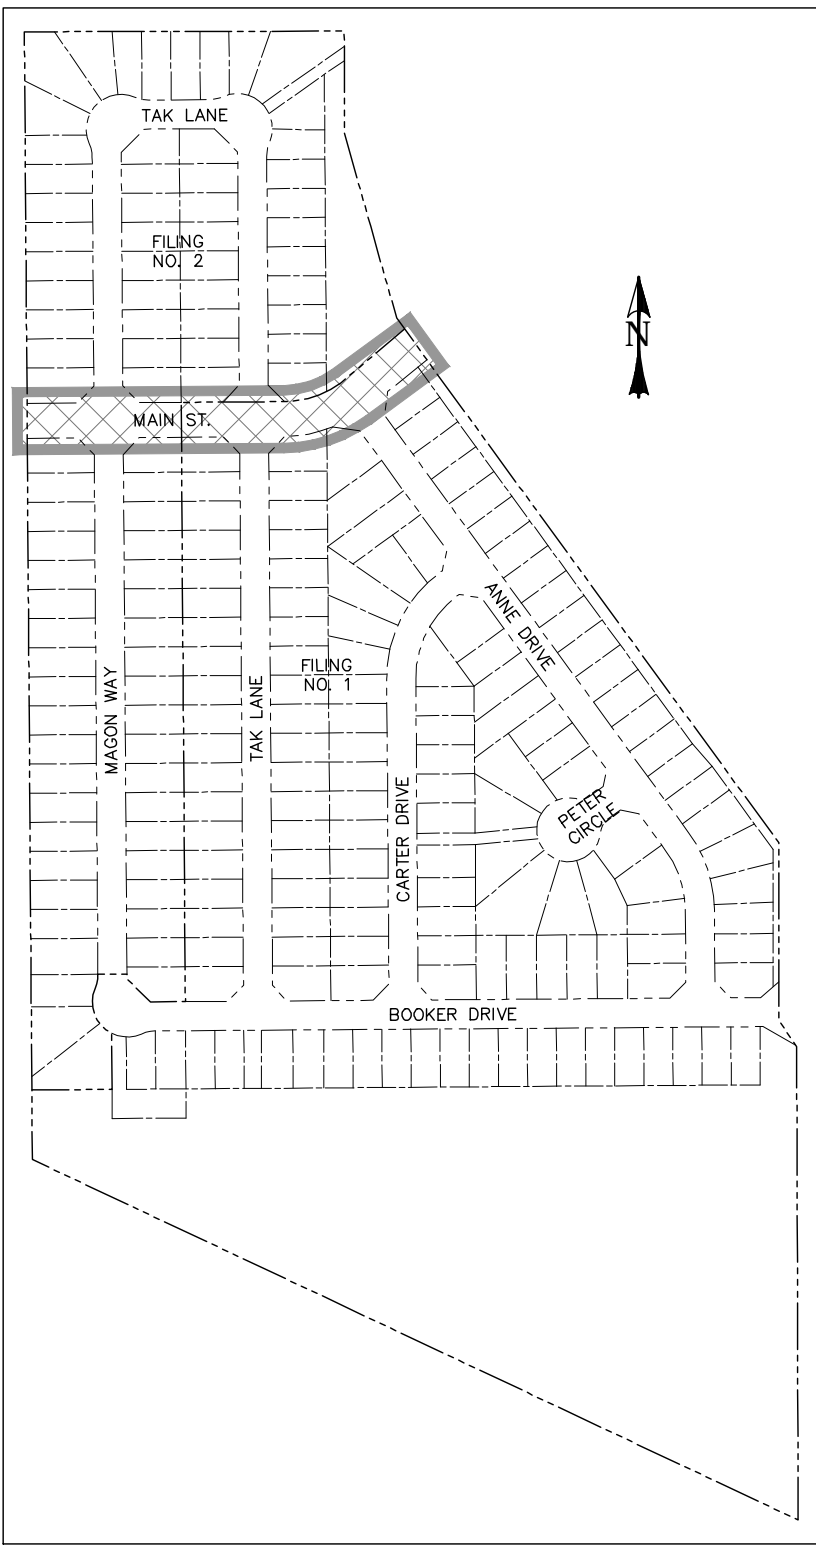 TAK LANE
FILING
NO. 2
N
MAIN ST.
ANNE DRIVE
FILING
NO. 1
MAGON WAY
TAK LANE
CARTER DRIVE
PETER
CIRCLE
BOOKER DRIVE